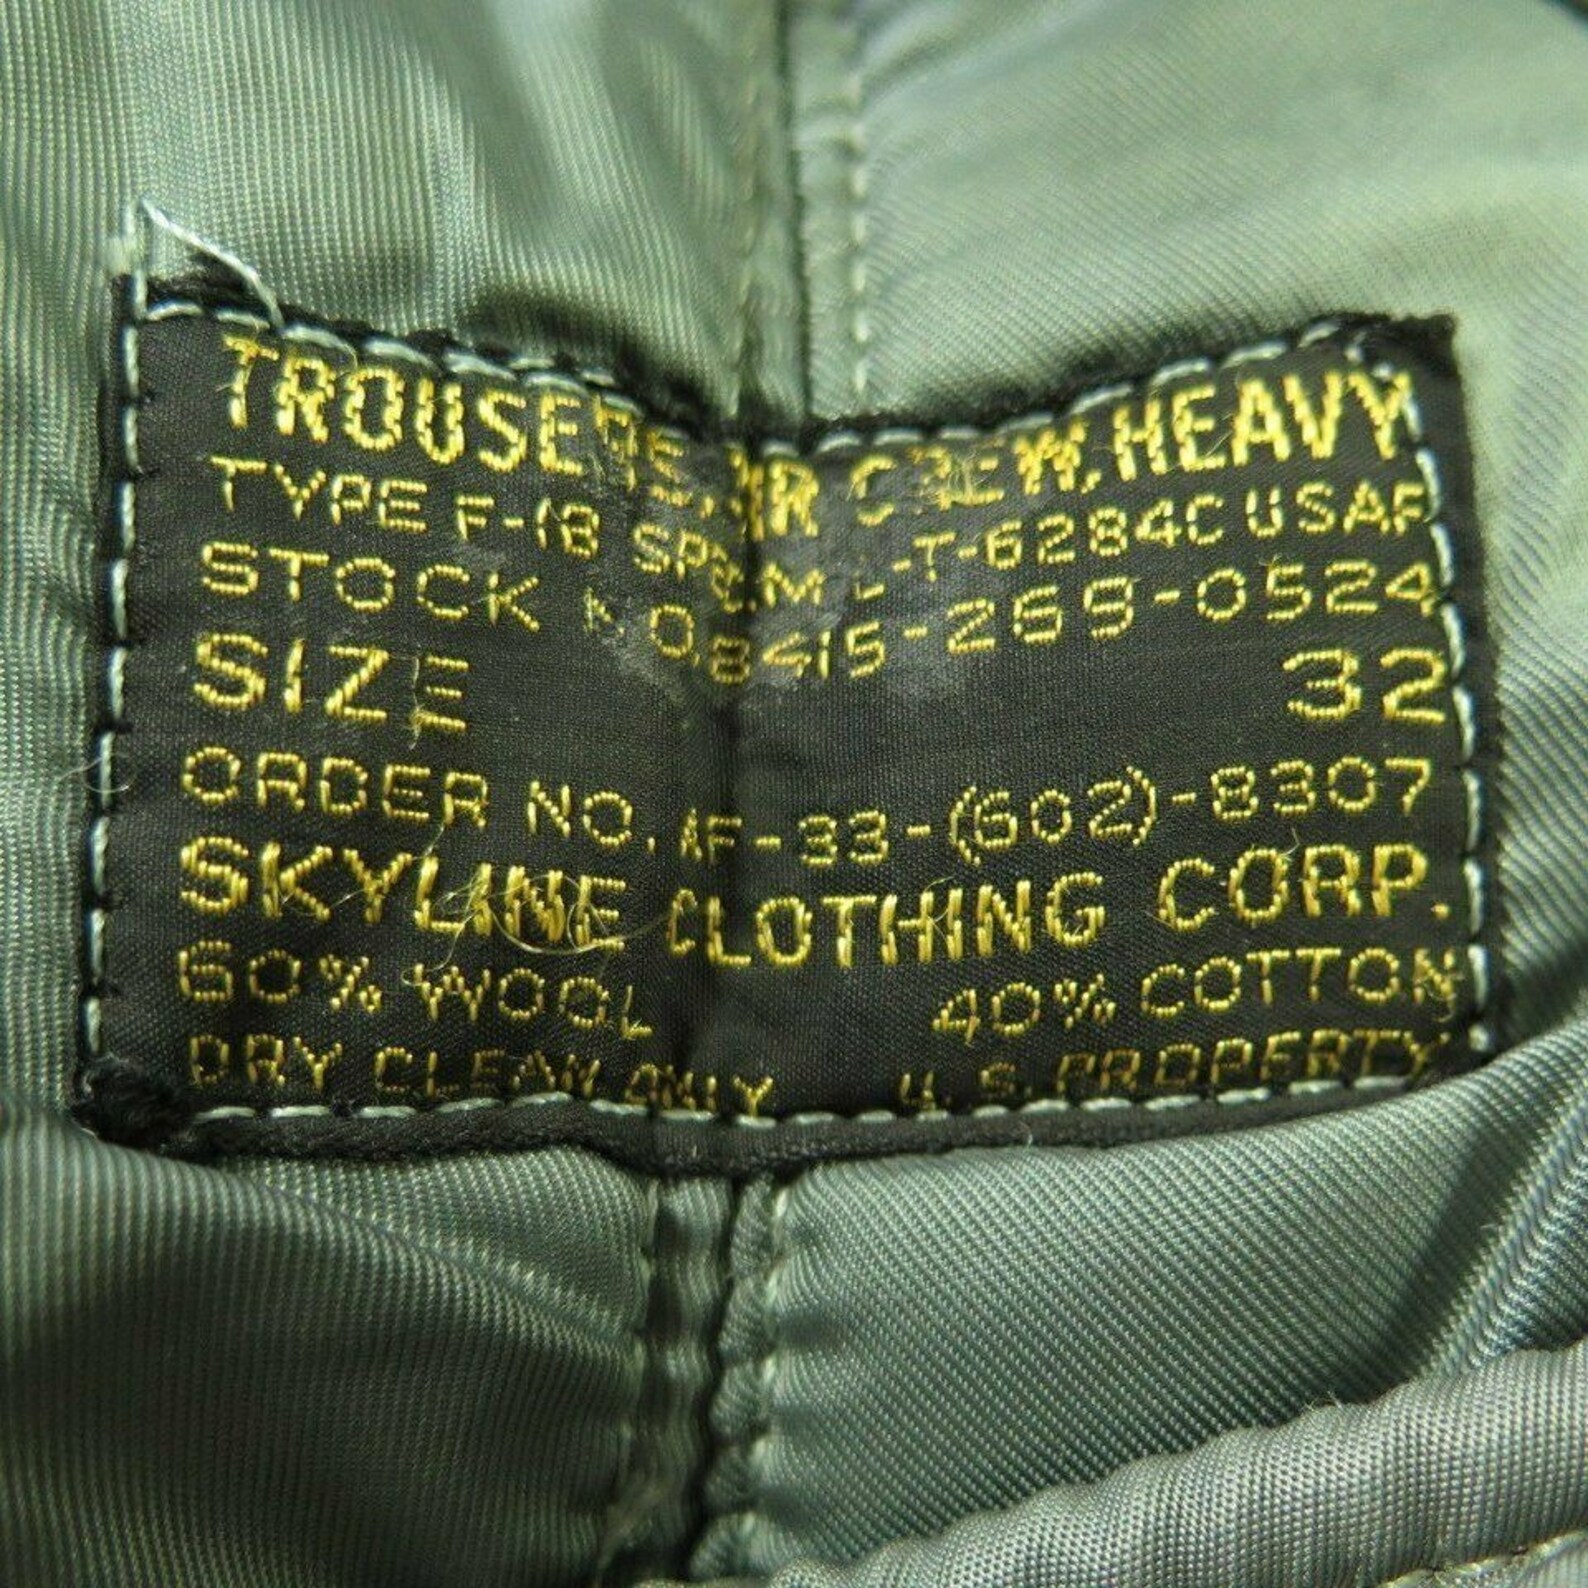 TROUSERS, AIR CREW, HEAVY
TYPE F-1B SPEC. MIL-T-6284C USAF
STOCK NO. 8415-269-0524
SIZE 32
ORDER NO. AF-33-(602)-8307
SKYLINE CLOTHING CORP.
60% WOOL 40% COTTON
DRY CLEAN ONLY U. S. PROPERTY